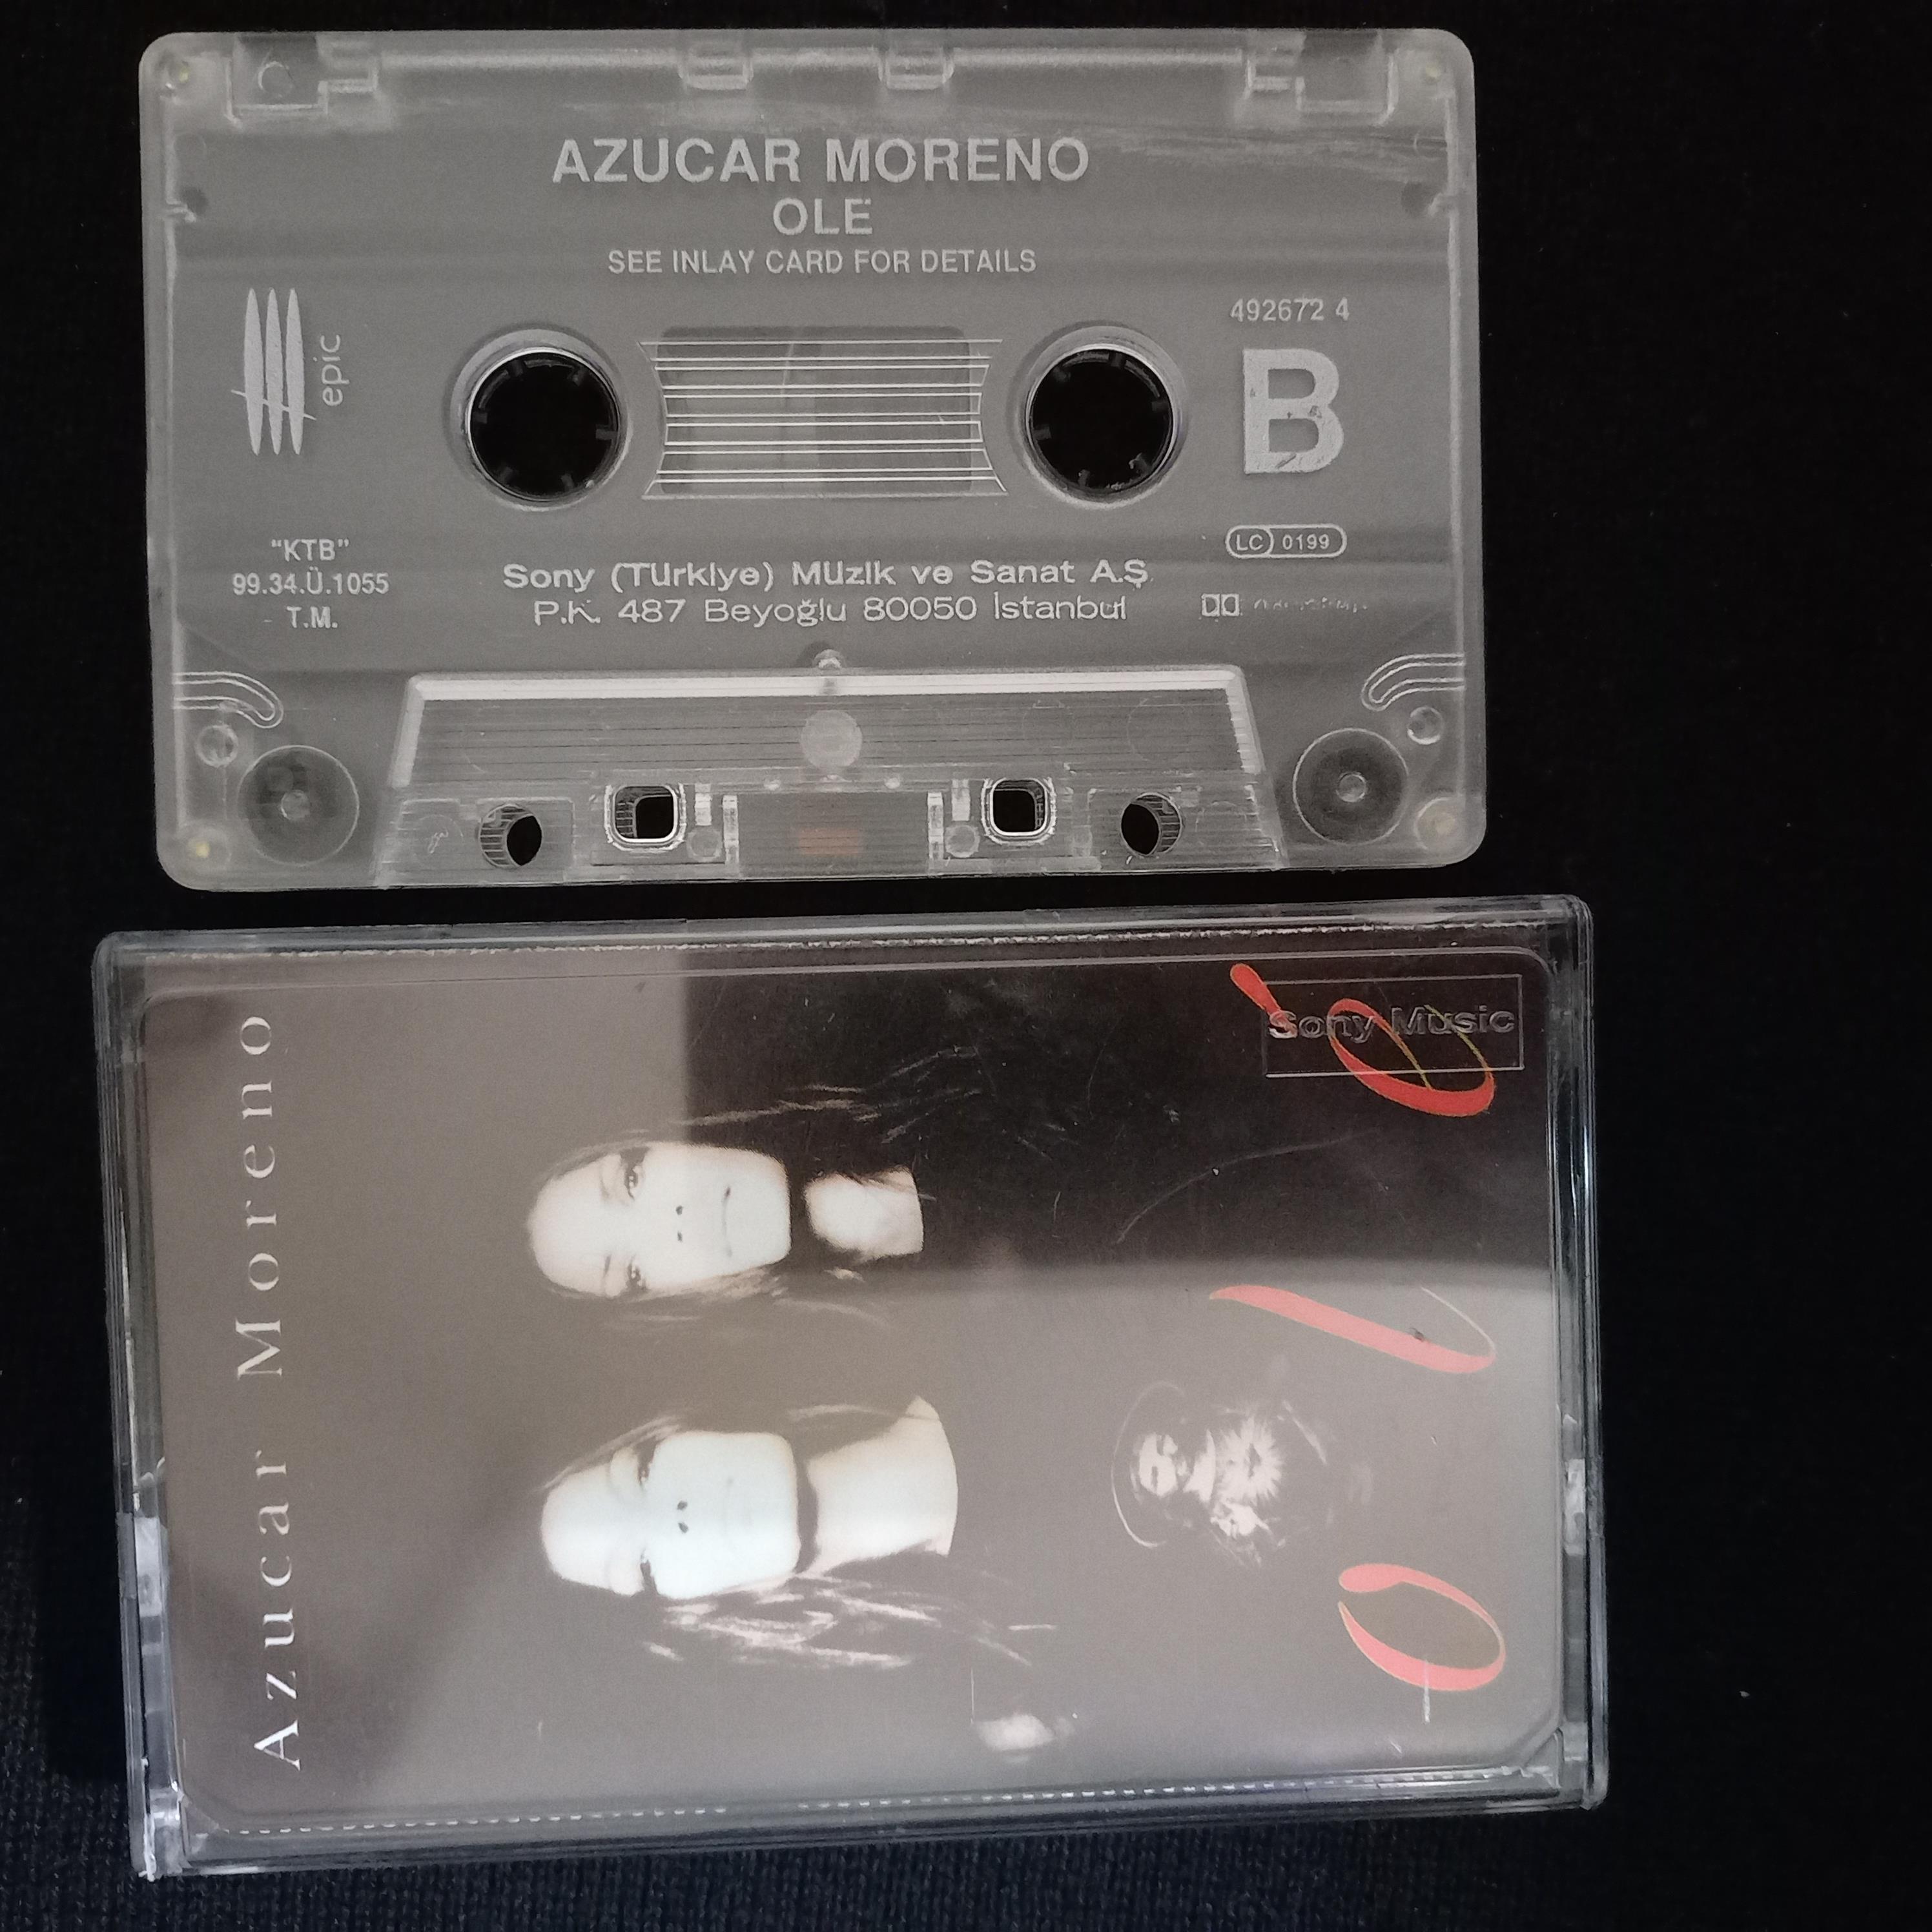 AZUCAR MORENO
OLE
SEE INLAY CARD FOR DETAILS
epic
492672 4
B
"KTB"
99.34.Ü.1055
T.M.
LC 0199
Sony (Türkiye) Müzik ve Sanat A.Ş.
P.K. 487 Beyoğlu 80050 İstanbul
Azucar Moreno
Sony Music
olé